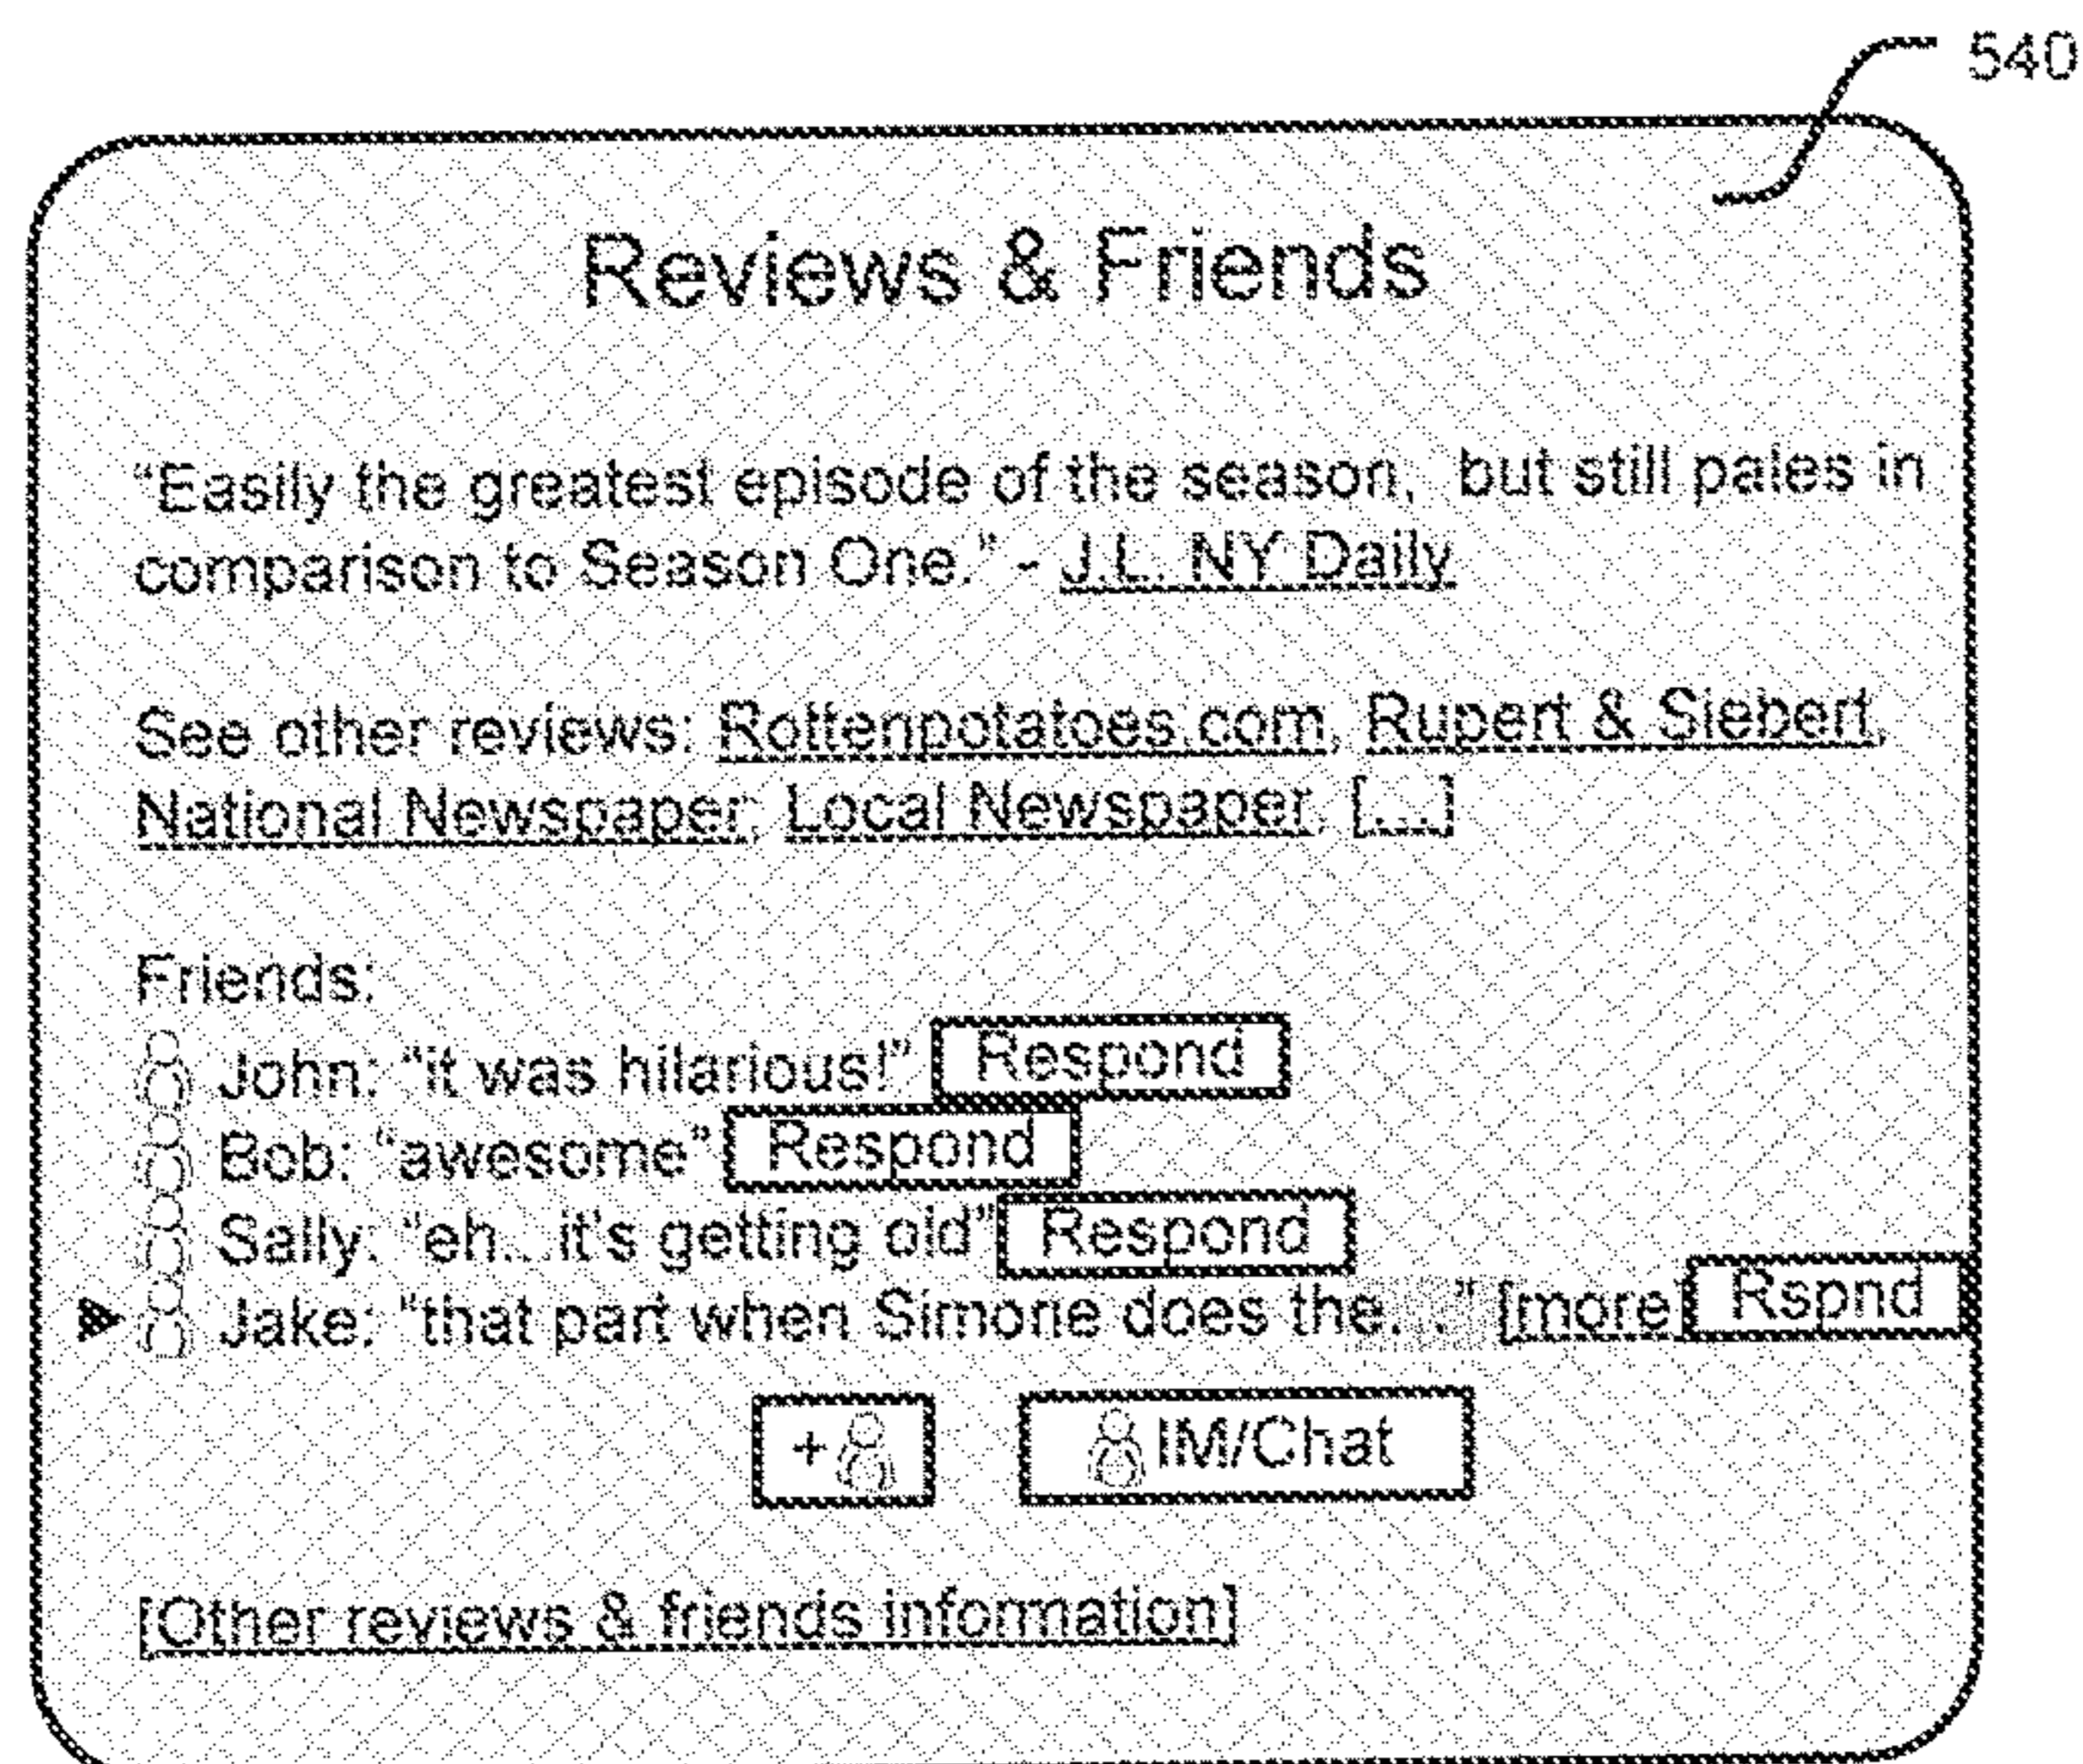 540
Reviews & Friends
“Easily the greatest episode of the season, but still pales in
comparison to Season One.” - J.L. NY Daily
See other reviews: Rottenpotatoes.com, Rupert & Siebert,
National Newspaper, Local Newspaper, [...]
Friends:
John: “it was hilarious!” Respond
Bob: “awesome” Respond
Sally: “eh...it's getting old” Respond
Jake: “that part when Simone does the...” [more] Rspnd
+ IM/Chat
[Other reviews & friends information]